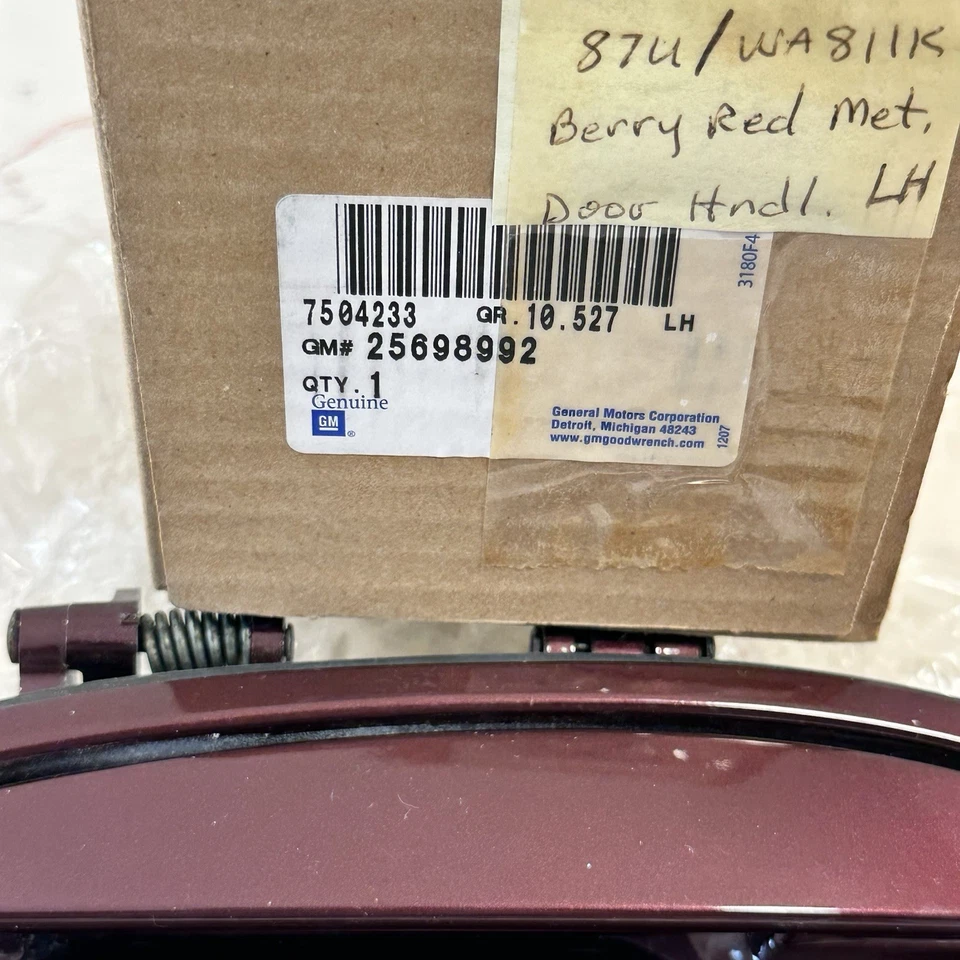 87U/WA811K
Berry Red Met.
Door Hndl. LH
3180F4
7504233 GR.10.527 LH
GM# 25698992
QTY. 1
Genuine
GM ®
General Motors Corporation
Detroit, Michigan 48243
www.gmgoodwrench.com
1207